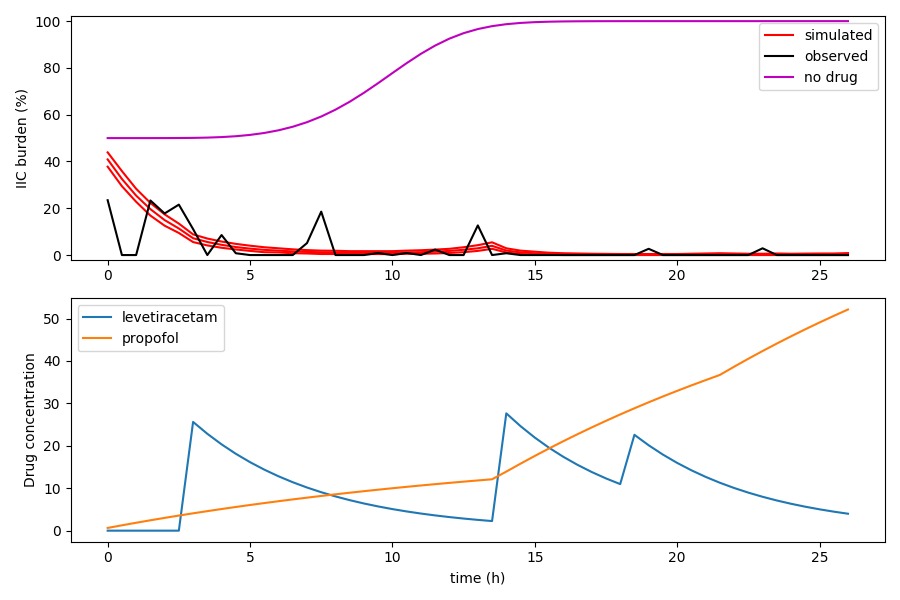 100
80
60
40
20
0
IIC burden (%)
simulated
observed
no drug
0 5 10 15 20 25
50
40
30
20
10
0
Drug concentration
levetiracetam
propofol
0 5 10 15 20 25
time (h)